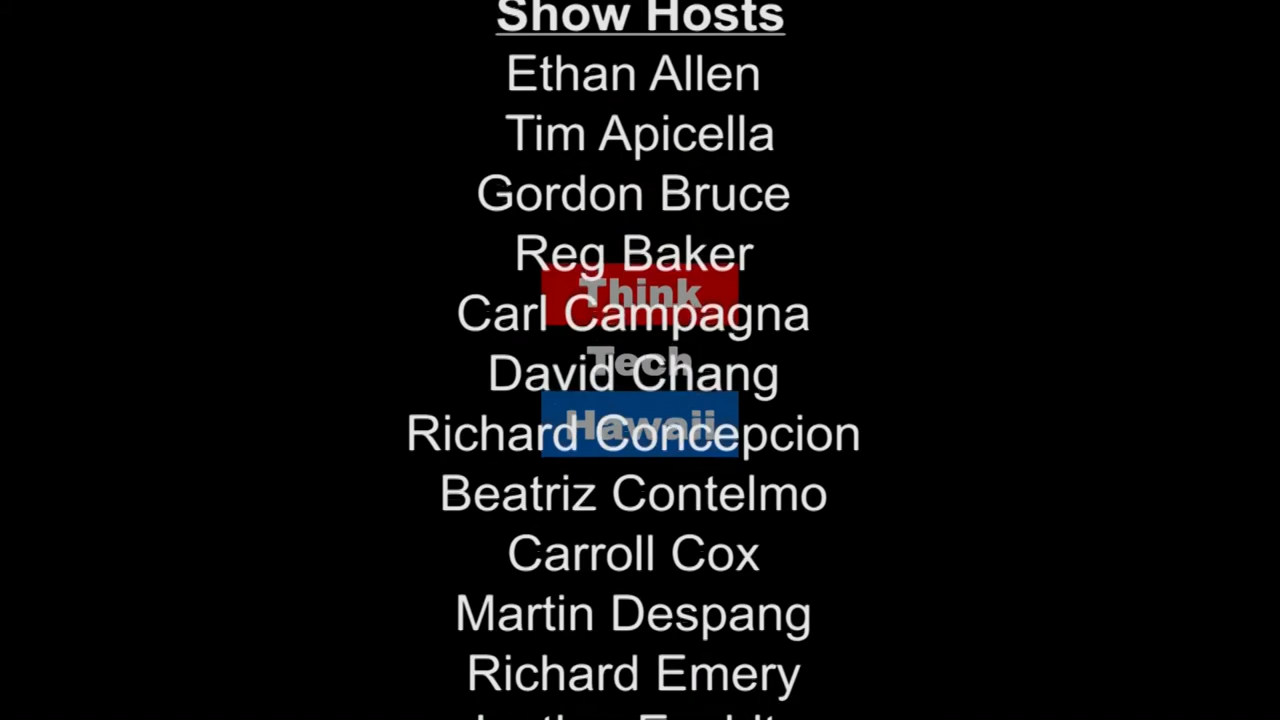 Show Hosts
Ethan Allen
Tim Apicella
Gordon Bruce
Reg Baker
Think
Carl Campagna
Tech
David Chang
Hawaii
Richard Concepcion
Beatriz Contelmo
Carroll Cox
Martin Despang
Richard Emery